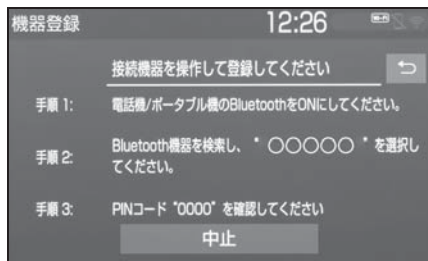 機器登録 12:26 Wi-Fi
接続機器を操作して登録してください
手順 1: 電話機/ポータブル機のBluetoothをONにしてください。
手順 2: Bluetooth機器を検索し、" ○○○○○ "を選択し
てください。
手順 3: PINコード "0000" を確認してください
中止